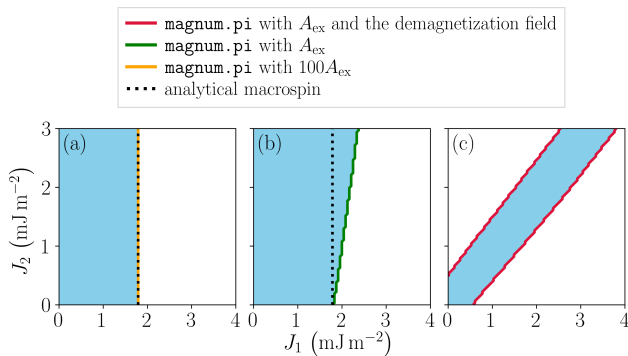 magnum.pi with A_ex and the demagnetization field
magnum.pi with A_ex
magnum.pi with 100A_ex
analytical macrospin
(a) (b) (c)
3
2
1
0
J_2 (mJ m^−2)
0 1 2 3 4 0 1 2 3 4 0 1 2 3 4
J_1 (mJ m^−2)